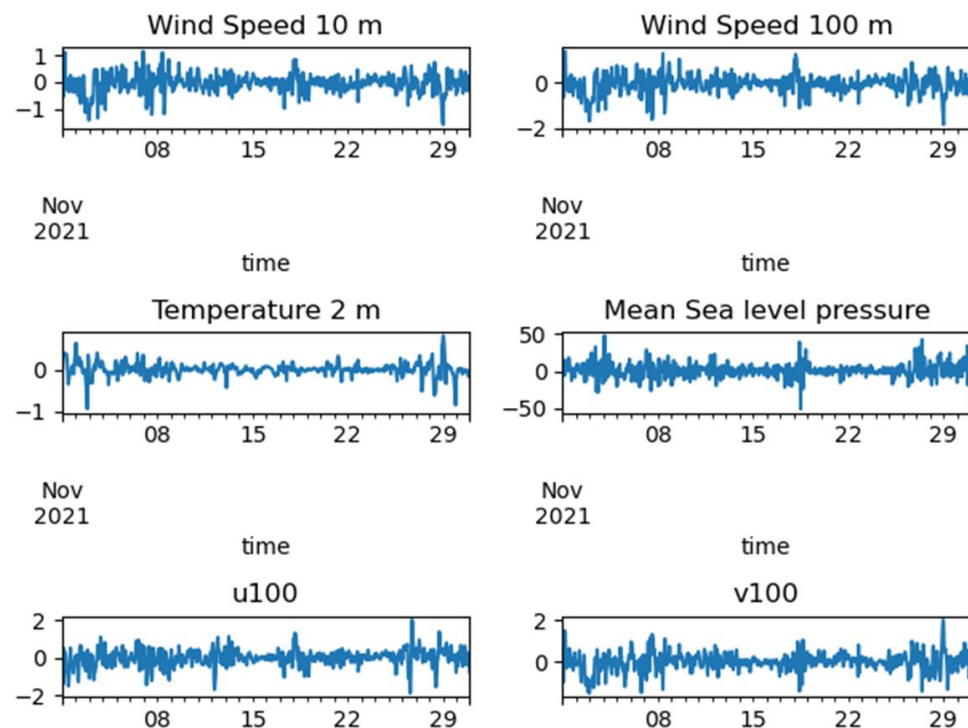 Wind Speed 10 m
1
0
−1
08 15 22 29
Nov
2021
time
Wind Speed 100 m
0
−2
08 15 22 29
Nov
2021
time
Temperature 2 m
0
−1
08 15 22 29
Nov
2021
time
Mean Sea level pressure
50
0
−50
08 15 22 29
Nov
2021
time
u100
2
0
−2
08 15 22 29
v100
2
0
08 15 22 29